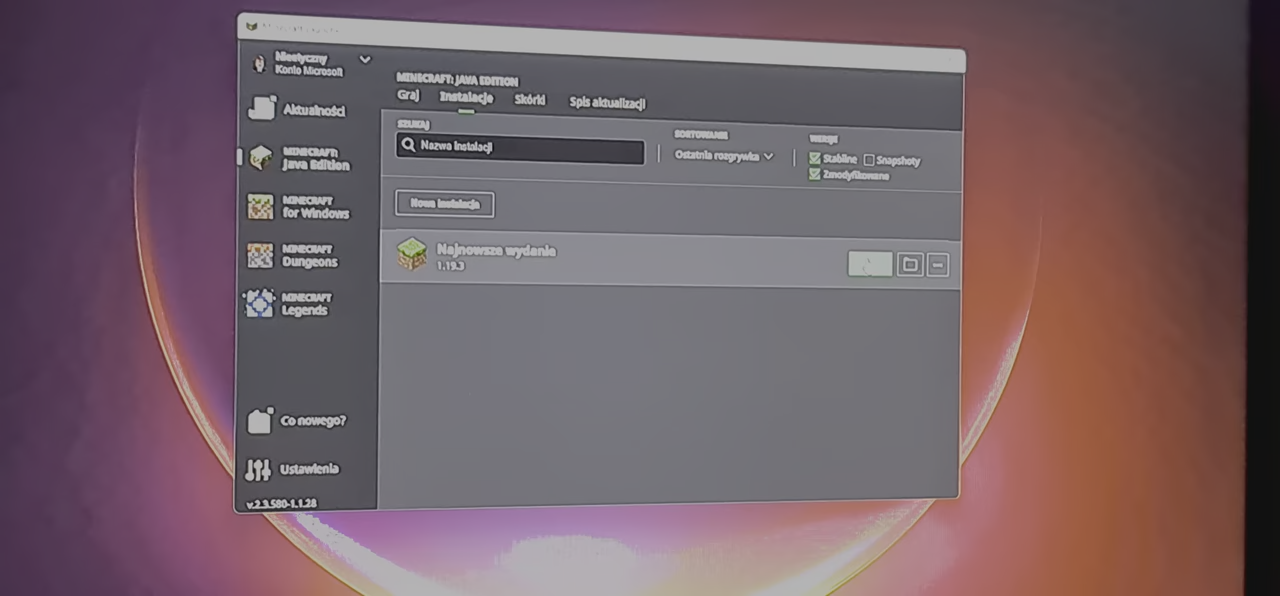 Nieetyczny
Konto Microsoft
Aktualności
MINECRAFT:
Java Edition
MINECRAFT
for Windows
MINECRAFT
Dungeons
MINECRAFT
Legends
Co nowego?
Ustawienia
v.2.3.580-1.1.28
MINECRAFT: JAVA EDITION
Graj
Instalacje
Skórki
Spis aktualizacji
SZUKAJ
Nazwa instalacji
SORTOWANIE
Ostatnia rozgrywka
WERSJE
Stabilne
Snapshoty
Zmodyfikowane
Nowa instalacja
Najnowsze wydanie
1.19.3